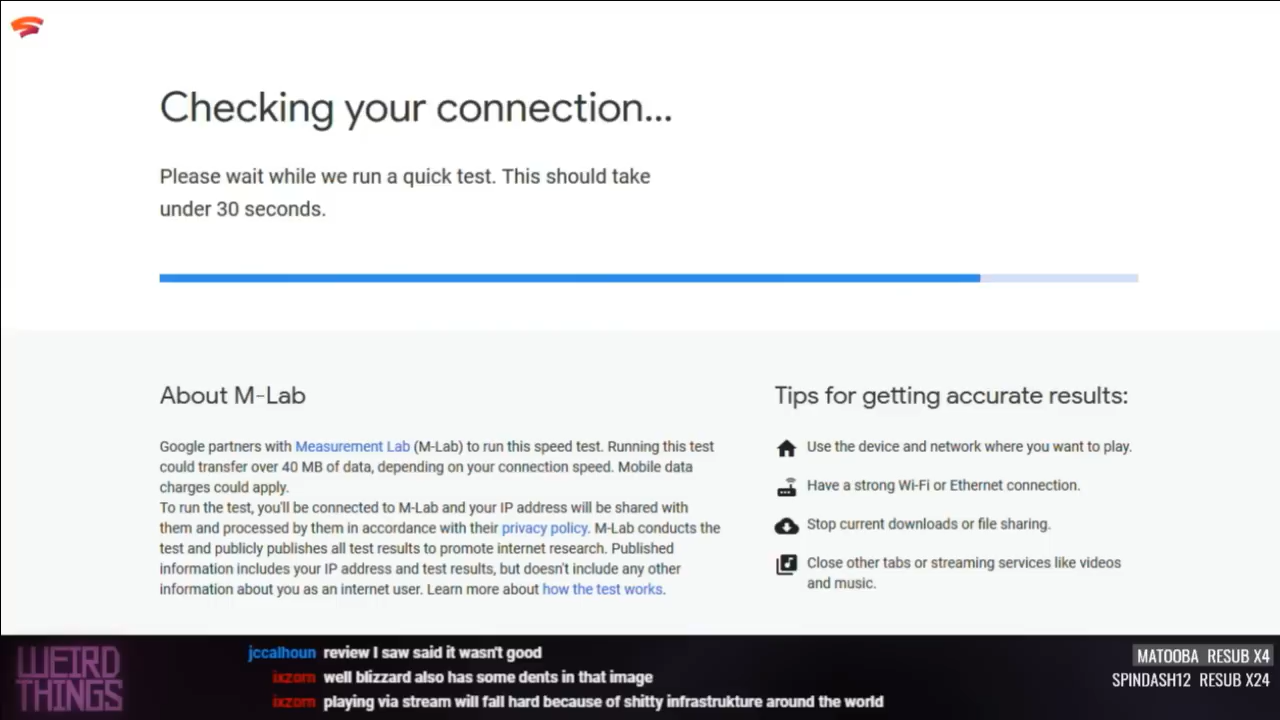 Checking your connection...
Please wait while we run a quick test. This should take
under 30 seconds.
About M-Lab
Google partners with Measurement Lab (M-Lab) to run this speed test. Running this test
could transfer over 40 MB of data, depending on your connection speed. Mobile data
charges could apply.
To run the test, you'll be connected to M-Lab and your IP address will be shared with
them and processed by them in accordance with their privacy policy. M-Lab conducts the
test and publicly publishes all test results to promote internet research. Published
information includes your IP address and test results, but doesn't include any other
information about you as an internet user. Learn more about how the test works.
Tips for getting accurate results:
Use the device and network where you want to play.
Have a strong Wi-Fi or Ethernet connection.
Stop current downloads or file sharing.
Close other tabs or streaming services like videos
and music.
WEIRD
THINGS
jccalhoun review I saw said it wasn't good
ixzorn well blizzard also has some dents in that image
ixzorn playing via stream will fall hard because of shitty infrastrukture around the world
MATOOBA RESUB X4
SPINDASH12 RESUB X24